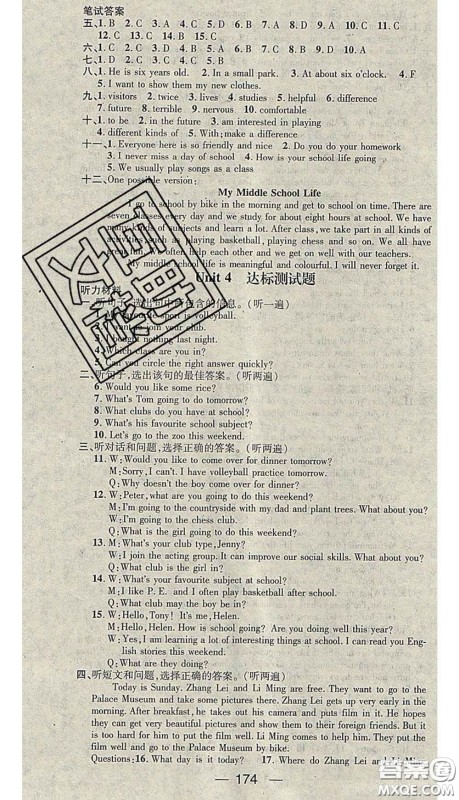 笔试答案
五、1. B  2. A  3. C  4. B  5. B  6. A  7. B  8. C  9. C  10. A  11. C
12. C  13. C  14. B  15. C
六、1. D  2. B  3. C  4. D  5. A  6. B  7. B  8. D  9. D  10. A
七、1. D  2. C  3. B  4. F  5. A
八、1. He is six years old.  2. In a small park.  3. At about six o'clock.  4. F
5. I want to show them my new clothes.
九、1. visitors  2. twice  3. lives  4. studies  5. helpful  6. difference
7. future  8. terrible  9. nervous  10. comfortable
十、1. to be  2. in the future  3. am interested in playing
4. different kinds of  5. With; make a difference
十一、1. Everyone here is so friendly and nice  2. Do you do your homework
3. I never miss a day of school  4. How is your school life going
5. We usually play songs as a class
十二、One possible version:
My Middle School Life
I go to school by bike in the morning and get to school on time. There are
seven classes every day and we study for about eight hours at school. We have
many kinds of subjects and learn a lot. After class, we can take part in all kinds of
activities, such as playing basketball, playing chess and so on. We always
have great fun. My teachers are friendly and helpful. We all love them.
My middle school life is meaningful and colourful. I will never forget it.
Unit 4  达标测试题
听力材料
一、听句子,选出句中所包含的信息。(听一遍)
1. My favourite sport is volleyball.
2. I want to join your club.
3. bought nothing last night.
4. Which class are you in?
5. Can you circle the right answer quickly?
二、听句子,选出该句的最佳答案。(听两遍)
6. Would you like some rice?
7. What's Tom going to do tomorrow?
8. What clubs do you have at school?
9. What's his favourite school subject?
10. Let's go to the zoo this weekend.
三、听对话和问题,选择正确的答案。(听两遍)
11. W: Would you like to come over for dinner tomorrow?
M: Sorry, I can't. I have volleyball practice tomorrow.
Q: Why doesn't the boy come over for dinner?
12. W: Peter, what are you going to do this weekend?
M: I'm going to the countryside with my dad and plant trees. What about you?
W: I'm going to the chess club.
Q: What is the girl going to do this weekend?
13. M: What's your club type, Jenny?
W: I join the acting group. It can improve our social skills. What about you?
Q: What club is the girl in?
14. W: What's your favourite subject at school?
M: I like P. E. and I often play basketball after school.
Q: What club may the boy be in?
15. W: Hello, Tony! It's me, Helen.
M: Hello, Helen. How is school going? Are you doing well this year?
W: Yes, I am learning a lot of interesting things at school. I can read Eng-
lish stories this weekend.
Q: What are they talking about?
四、听短文和问题,选择正确的答案。(听两遍)
Today is Sunday. Zhang Lei and Li Ming are free. They want to go to the
Palace Museum and take some pictures there. Zhang Lei gets up very early in the
morning. After breakfast, he takes out his camera and puts film in it. He hopes
they can get very beautiful pictures and show them to their foreign friends. But it
is too hard for him to put the film well. Li Ming comes to help him. They are very
happy because they will go to the Palace Museum together.
Questions: 16. What day is it today?  17. Where do Zhang Lei and Li Ming
174
答案圈
MXQE.COM